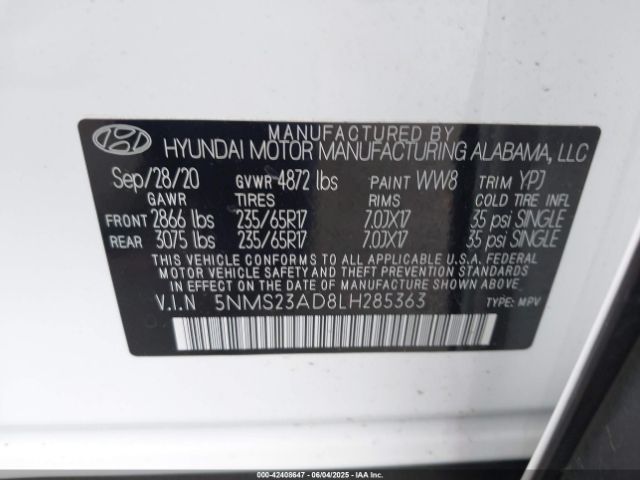 MANUFACTURED BY
HYUNDAI MOTOR MANUFACTURING ALABAMA, LLC
Sep/28/20 GVWR 4872 lbs PAINT WW8 TRIM YPJ
GAWR TIRES RIMS COLD TIRE INFL
FRONT 2866 lbs 235/65R17 7.0JX17 35 psi SINGLE
REAR 3075 lbs 235/65R17 7.0JX17 35 psi SINGLE
THIS VEHICLE CONFORMS TO ALL APPLICABLE U.S.A. FEDERAL
MOTOR VEHICLE SAFETY AND THEFT PREVENTION STANDARDS
IN EFFECT ON THE DATE OF MANUFACTURE SHOWN ABOVE.
V.I.N 5NMS23AD8LH285363 TYPE: MPV
000-42408647 - 06/04/2025 - IAA Inc.